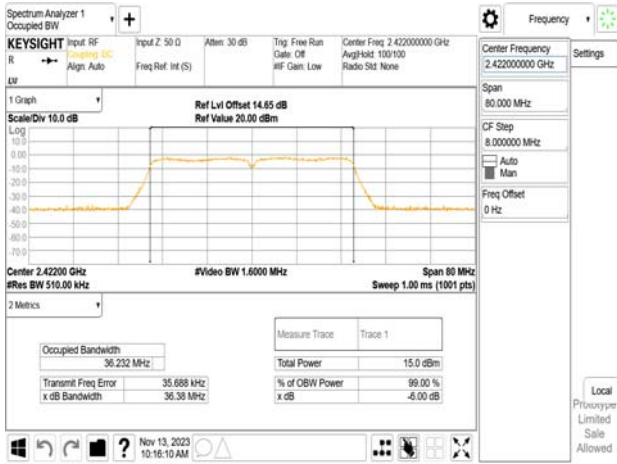 Spectrum Analyzer 1
Occupied BW
+
Frequency
KEYSIGHT
R
LVI
Input: RF
Coupling: DC
Align: Auto
Input Z: 50 Ω
Freq Ref: Int (S)
Atten: 30 dB
Trig: Free Run
Gate: Off
#IF Gain: Low
Center Freq: 2.422000000 GHz
Avg|Hold: 100/100
Radio Std: None
Center Frequency
2.422000000 GHz
Settings
Span
80.000 MHz
CF Step
8.000000 MHz
Auto
Man
Freq Offset
0 Hz
1 Graph
Scale/Div 10.0 dB
Ref Lvl Offset 14.65 dB
Ref Value 20.00 dBm
Log
10.0
0.00
-10.0
-20.0
-30.0
-40.0
-50.0
-60.0
-70.0
Center 2.42200 GHz
#Res BW 510.00 kHz
#Video BW 1.6000 MHz
Span 80 MHz
Sweep 1.00 ms (1001 pts)
2 Metrics
Measure Trace Trace 1
Occupied Bandwidth
36.232 MHz
Total Power 15.0 dBm
Transmit Freq Error 35.688 kHz
% of OBW Power 99.00 %
x dB Bandwidth 36.38 MHz
x dB -6.00 dB
Local
Prototype
Limited
Sale
Allowed
?
Nov 13, 2023
10:16:10 AM